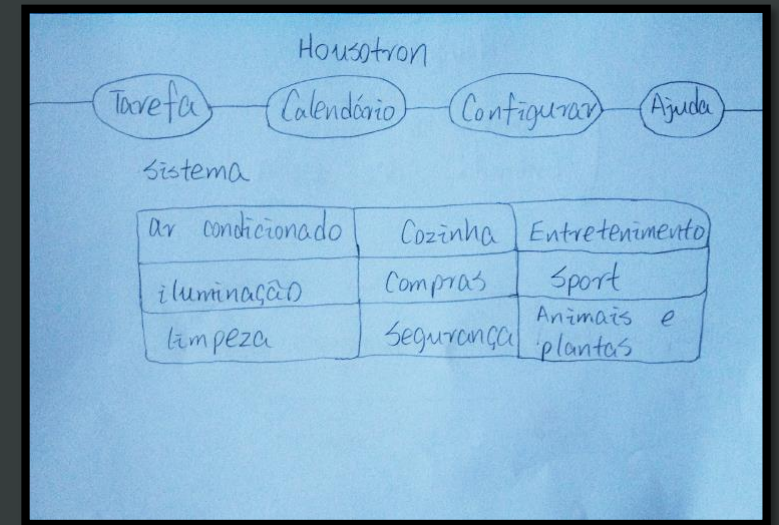 Housotron
Tarefa Calendário Configurar Ajuda
Sistema
ar condicionado Cozinha Entretenimento
iluminação Compras Sport
limpeza Segurança Animais e
plantas